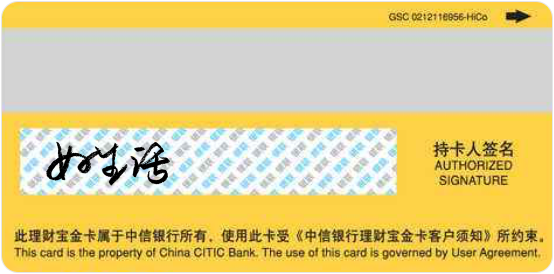 GSC 0212116956-HiCo
好生活
持卡人签名
AUTHORIZED
SIGNATURE
此理财宝金卡属于中信银行所有，使用此卡受《中信银行理财宝金卡客户须知》所约束。
This card is the property of China CITIC Bank. The use of this card is governed by User Agreement.